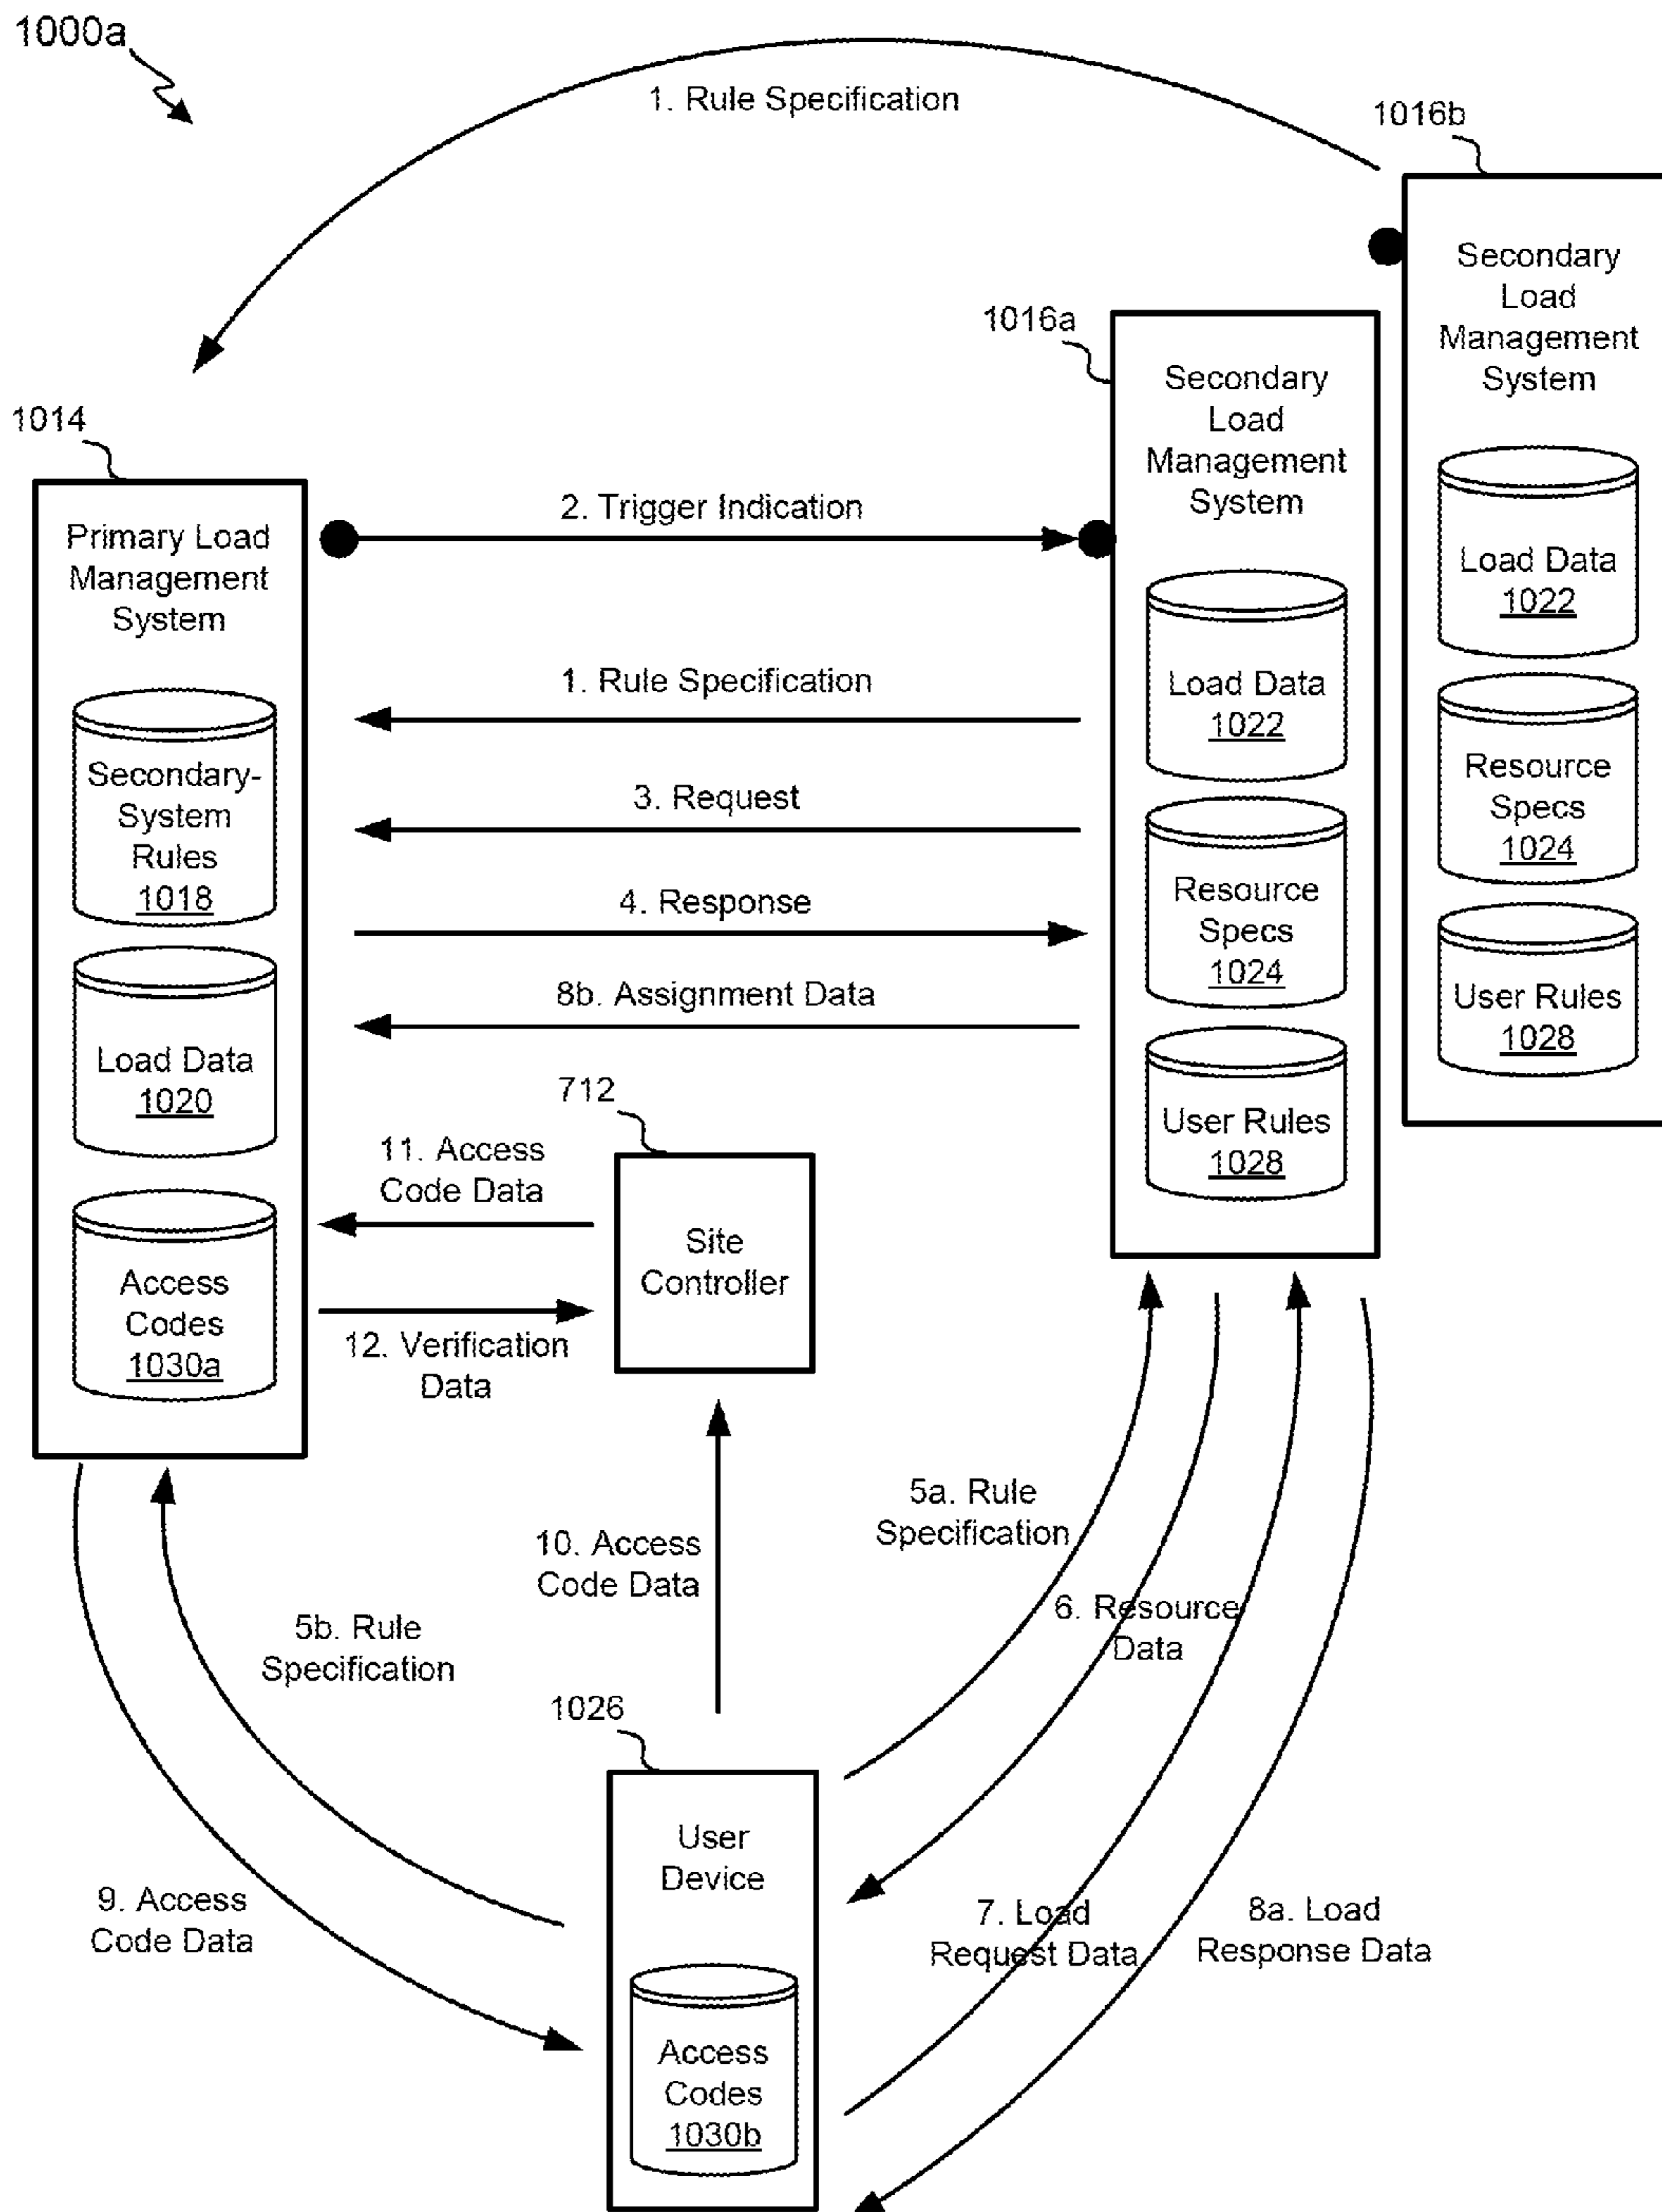 1000a
1. Rule Specification
1016b
Secondary
Load
Management
System
Load Data
1022
Resource
Specs
1024
User Rules
1028
1016a
Secondary
Load
Management
System
Load Data
1022
Resource
Specs
1024
User Rules
1028
1014
Primary Load
Management
System
Secondary-
System
Rules
1018
Load Data
1020
Access
Codes
1030a
2. Trigger Indication
1. Rule Specification
3. Request
4. Response
8b. Assignment Data
712
Site
Controller
11. Access
Code Data
12. Verification
Data
10. Access
Code Data
5a. Rule
Specification
6. Resource
Data
5b. Rule
Specification
1026
User
Device
Access
Codes
1030b
9. Access
Code Data
7. Load
Request Data
8a. Load
Response Data